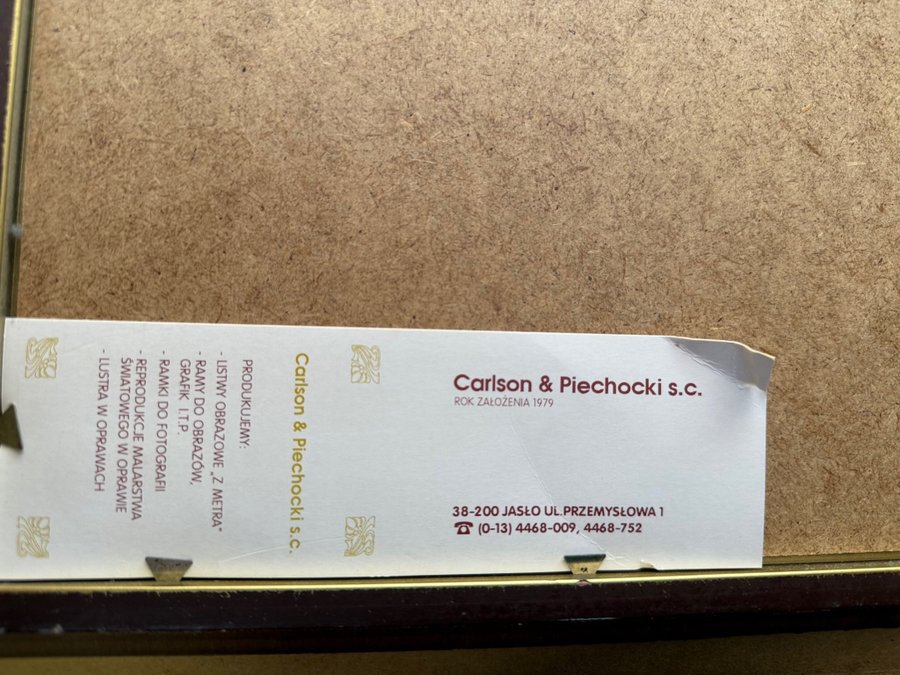 Carlson & Piechocki s.c.
ROK ZAŁOŻENIA 1979
38-200 JASŁO UL.PRZEMYSŁOWA 1
☎ (0-13) 4468-009, 4468-752
Carlson & Piechocki s.c.
PRODUKUJEMY:
- LISTWY OBRAZOWE „Z METRA"
- RAMY DO OBRAZÓW,
GRAFIK I.T.P.
- RAMKI DO FOTOGRAFII
- REPRODUKCJE MALARSTWA
ŚWIATOWEGO W OPRAWIE
- LUSTRA W OPRAWACH